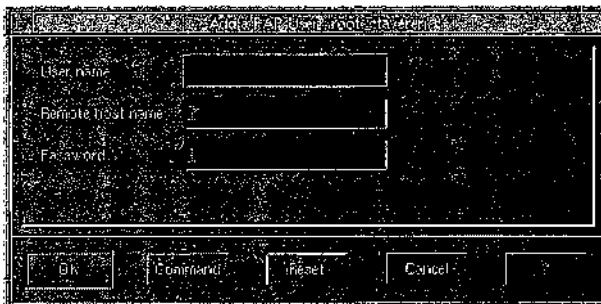 User name
Remote host name
Password
OK
Command
Reset
Cancel